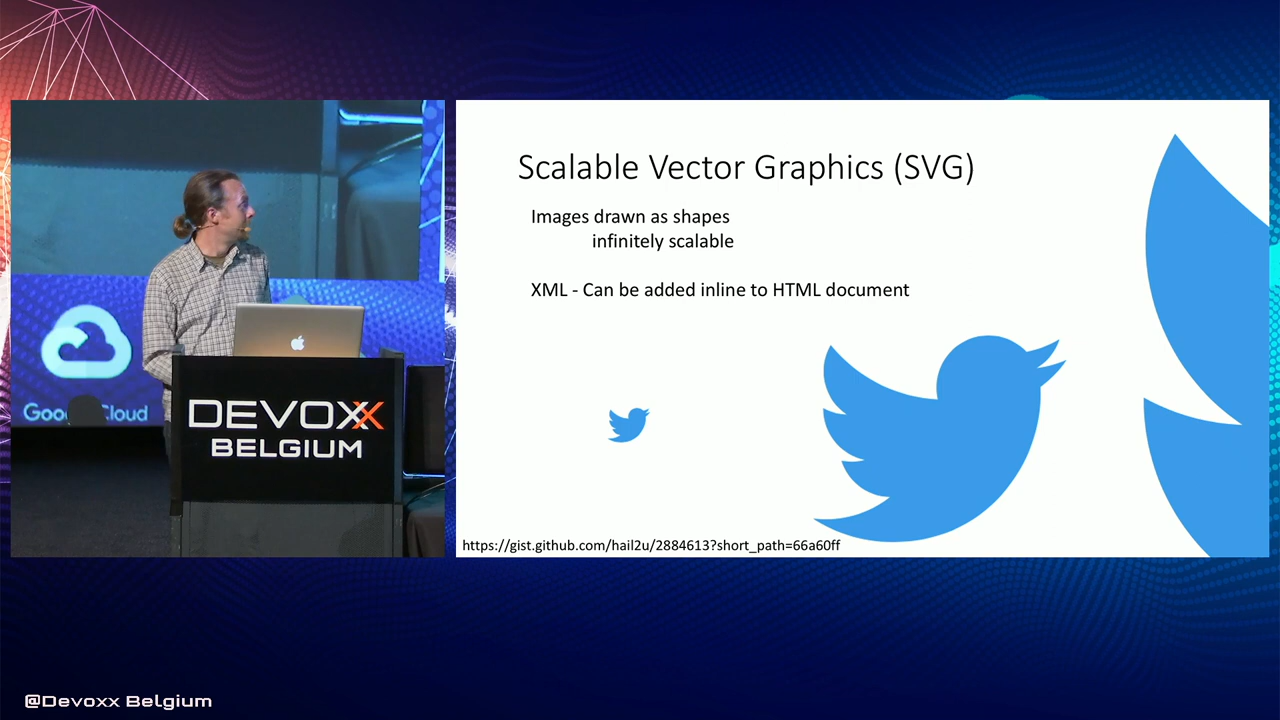 Scalable Vector Graphics (SVG)
Images drawn as shapes
infinitely scalable
XML - Can be added inline to HTML document
https://gist.github.com/hail2u/2884613?short_path=66a60ff
DEVOXX
BELGIUM
Google Cloud
@Devoxx Belgium